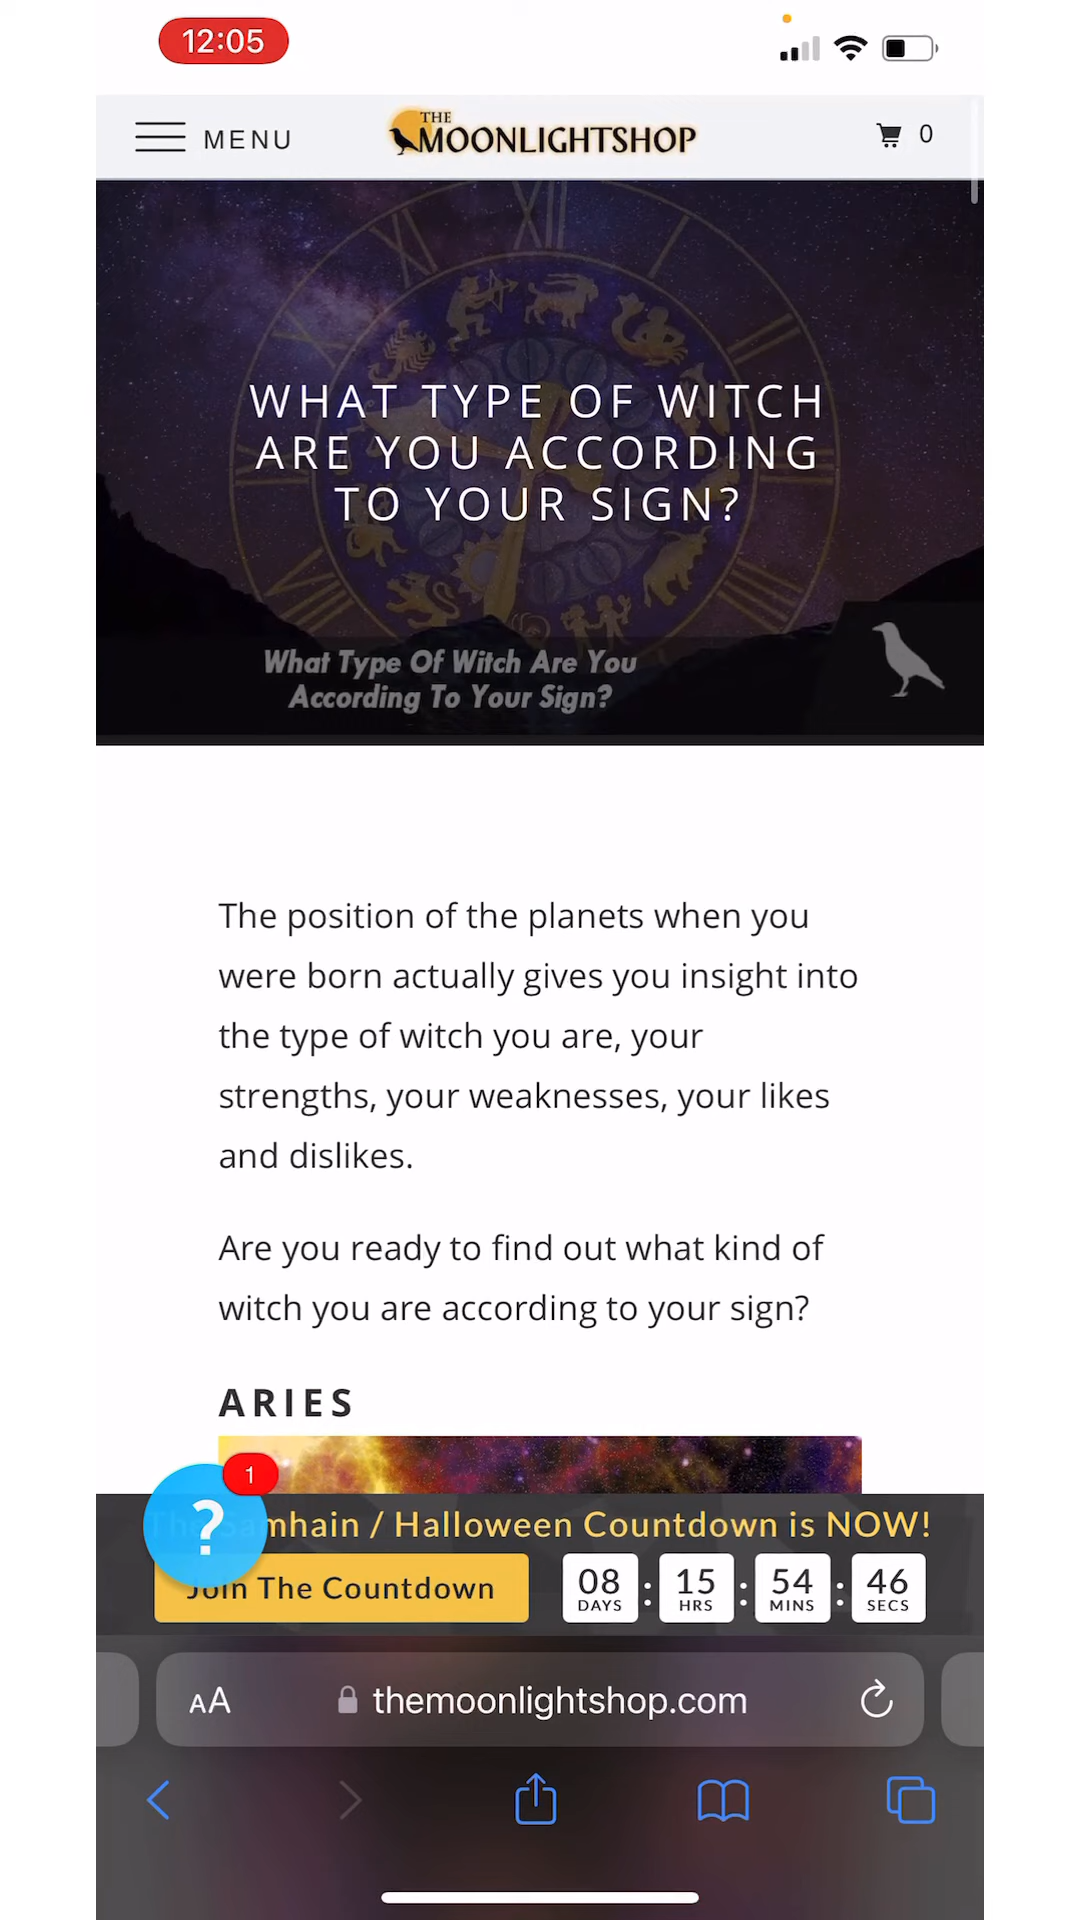 12:05
MENU
THE
MOONLIGHTSHOP
0
WHAT TYPE OF WITCH
ARE YOU ACCORDING
TO YOUR SIGN?
What Type Of Witch Are You
According To Your Sign?
The position of the planets when you
were born actually gives you insight into
the type of witch you are, your
strengths, your weaknesses, your likes
and dislikes.
Are you ready to find out what kind of
witch you are according to your sign?
ARIES
1
?
The Samhain / Halloween Countdown is NOW!
Join The Countdown
08 : 15 : 54 : 46
DAYS HRS MINS SECS
AA themoonlightshop.com